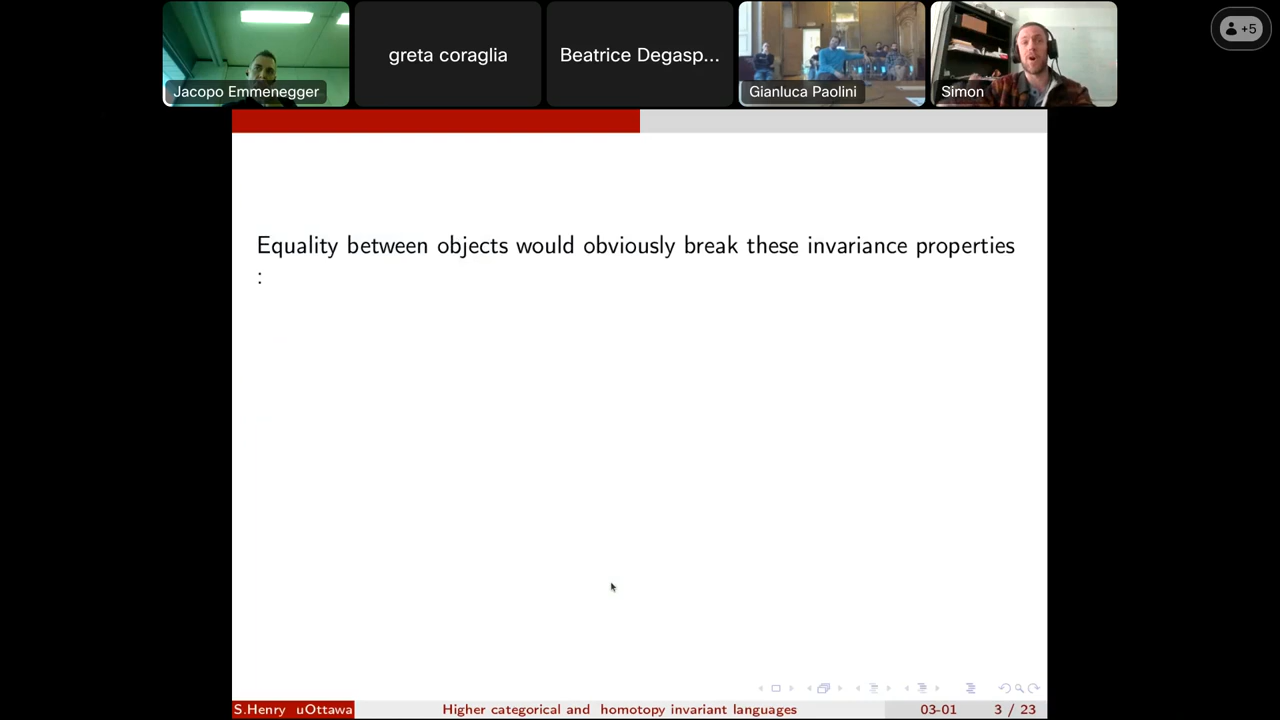 Jacopo Emmenegger
greta coraglia
Beatrice Degasp...
Gianluca Paolini
Simon
+5
Equality between objects would obviously break these invariance properties
:
S.Henry uOttawa
Higher categorical and homotopy invariant languages
03-01
3 / 23